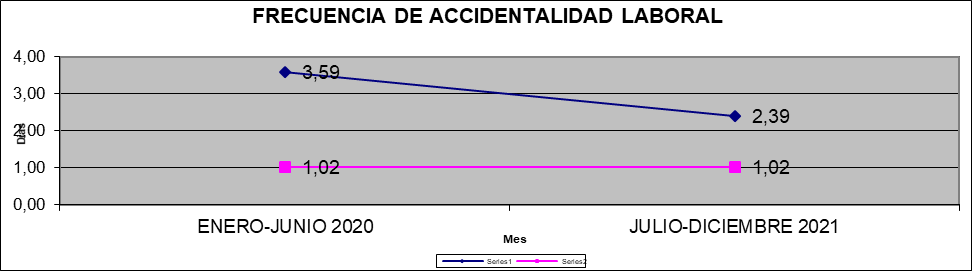 FRECUENCIA DE ACCIDENTALIDAD LABORAL
4,00
3,00
2,00
1,00
0,00
Días
3,59
2,39
1,02
1,02
ENERO-JUNIO 2020
JULIO-DICIEMBRE 2021
Mes
Series1
Series2